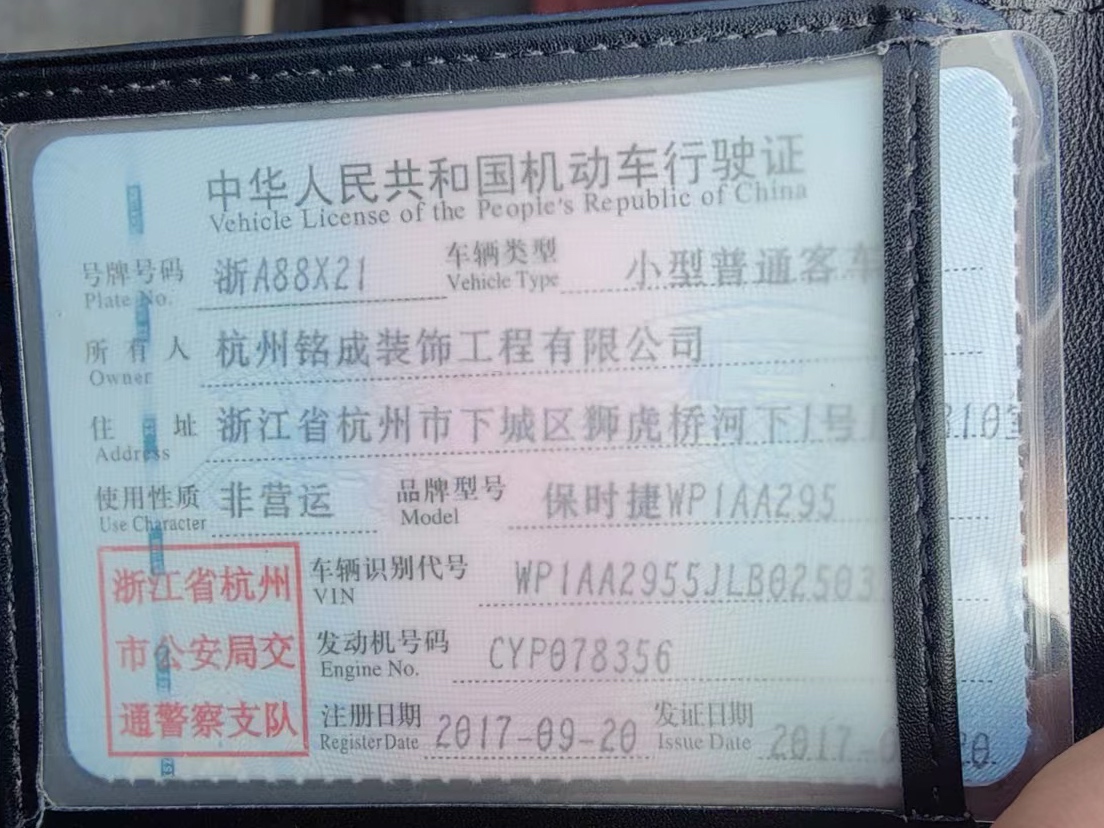 中华人民共和国机动车行驶证
Vehicle License of the People's Republic of China
号牌号码 浙A88X21 车辆类型 小型普通客车
Plate No. Vehicle Type
所有人 杭州铭成装饰工程有限公司
Owner
住址 浙江省杭州市下城区狮虎桥河下1号
Address
使用性质 非营运 品牌型号 保时捷WP1AA295
Use Character Model
浙江省杭州 车辆识别代号 WP1AA2955JLB02503
VIN
市公安局交 发动机号码 CYP078356
Engine No.
通警察支队 注册日期 2017-09-20 发证日期 2017-
Register Date Issue Date